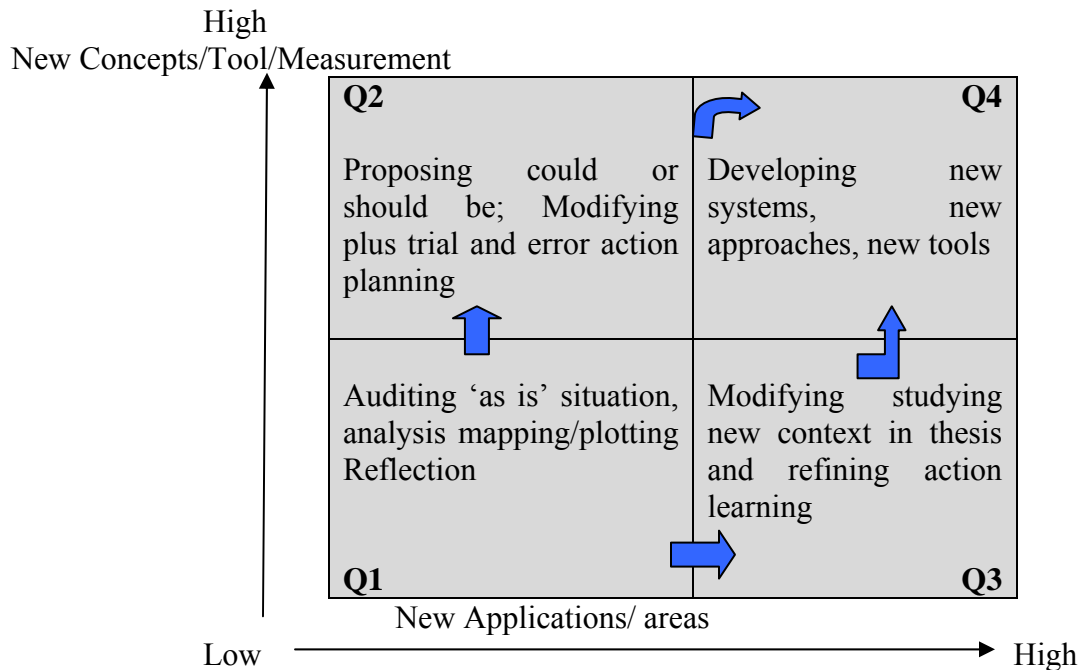 High
New Concepts/Tool/Measurement
Q2
Proposing could or
should be; Modifying
plus trial and error action
planning
Q4
Developing new
systems, new
approaches, new tools
Auditing ‘as is’ situation,
analysis mapping/plotting
Reflection
Q1
Modifying studying
new context in thesis
and refining action
learning
Q3
New Applications/ areas
Low
High